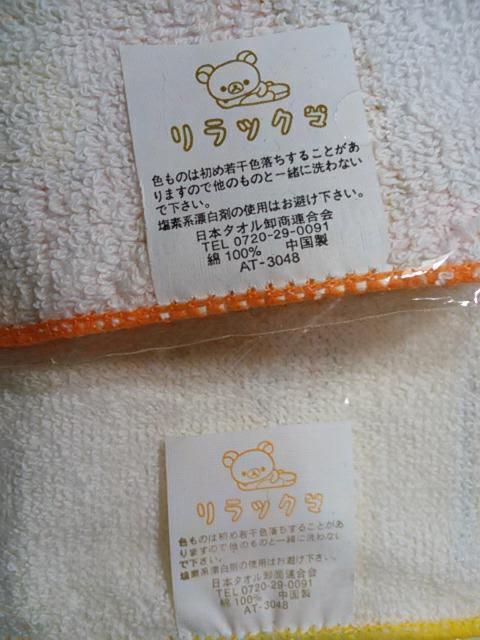 リラックマ
色ものは初め若干色落ちすることがあ
りますので他のものと一緒に洗わない
で下さい。
塩素系漂白剤の使用はお避け下さい。
日本タオル卸商連合会
TEL 0720-29-0091
綿 100% 中国製
AT-3048
リラックマ
色ものは初め若干色落ちすることがあ
りますので他のものと一緒に洗わない
で下さい。
塩素系漂白剤の使用はお避け下さい。
日本タオル卸商連合会
TEL 0720-29-0091
綿 100% 中国製
AT-3048